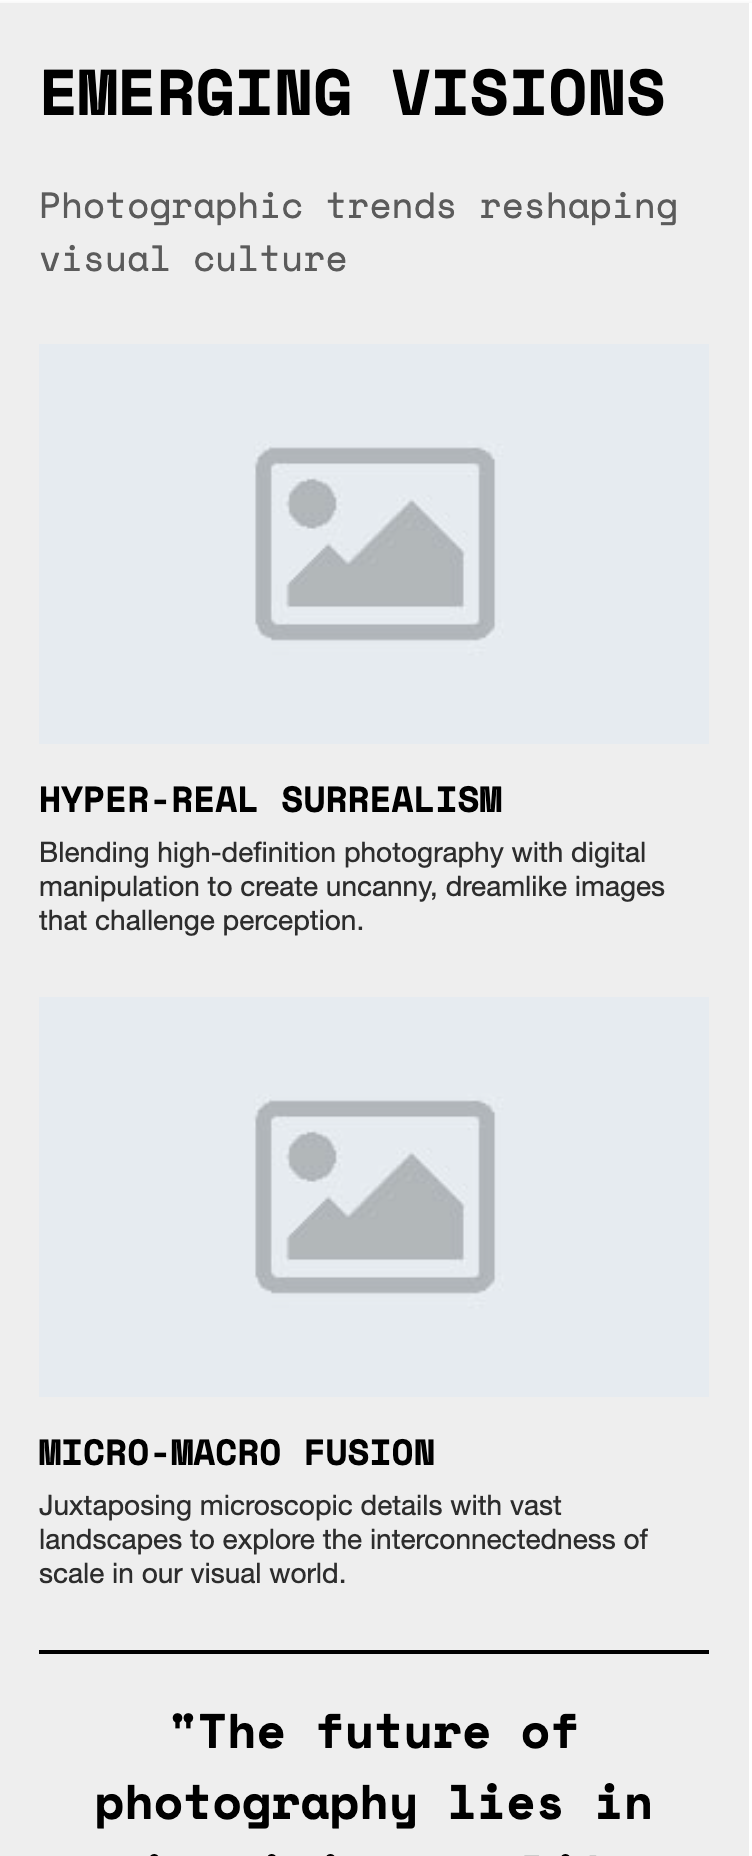 EMERGING VISIONS
Photographic trends reshaping
visual culture
HYPER-REAL SURREALISM
Blending high-definition photography with digital
manipulation to create uncanny, dreamlike images
that challenge perception.
MICRO-MACRO FUSION
Juxtaposing microscopic details with vast
landscapes to explore the interconnectedness of
scale in our visual world.
"The future of
photography lies in